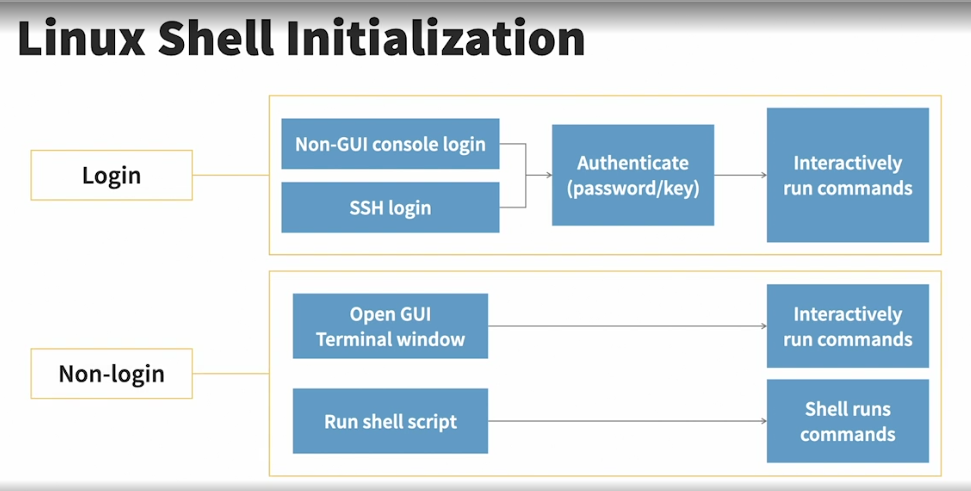 Linux Shell Initialization
Login
Non-GUI console login
SSH login
Authenticate
(password/key)
Interactively
run commands
Non-login
Open GUI
Terminal window
Interactively
run commands
Run shell script
Shell runs
commands